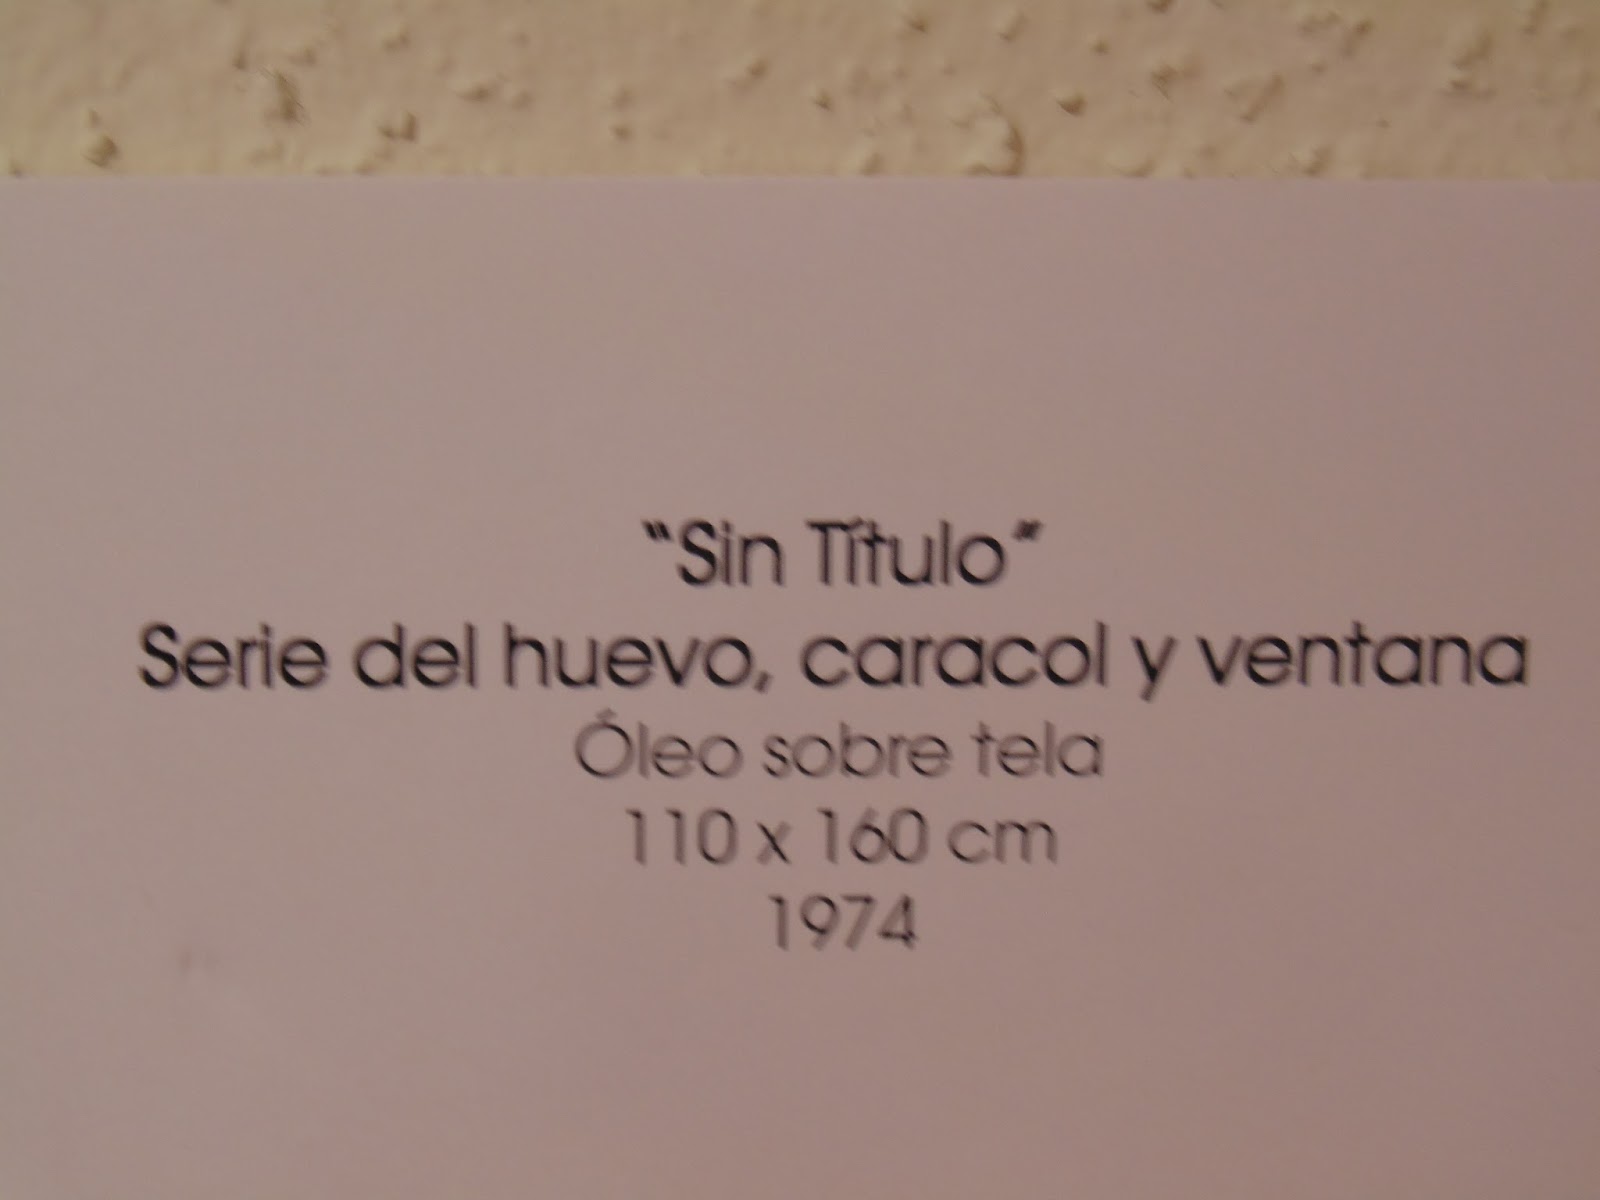 “Sin Título”
Serie del huevo, caracol y ventana
Óleo sobre tela
110 x 160 cm
1974